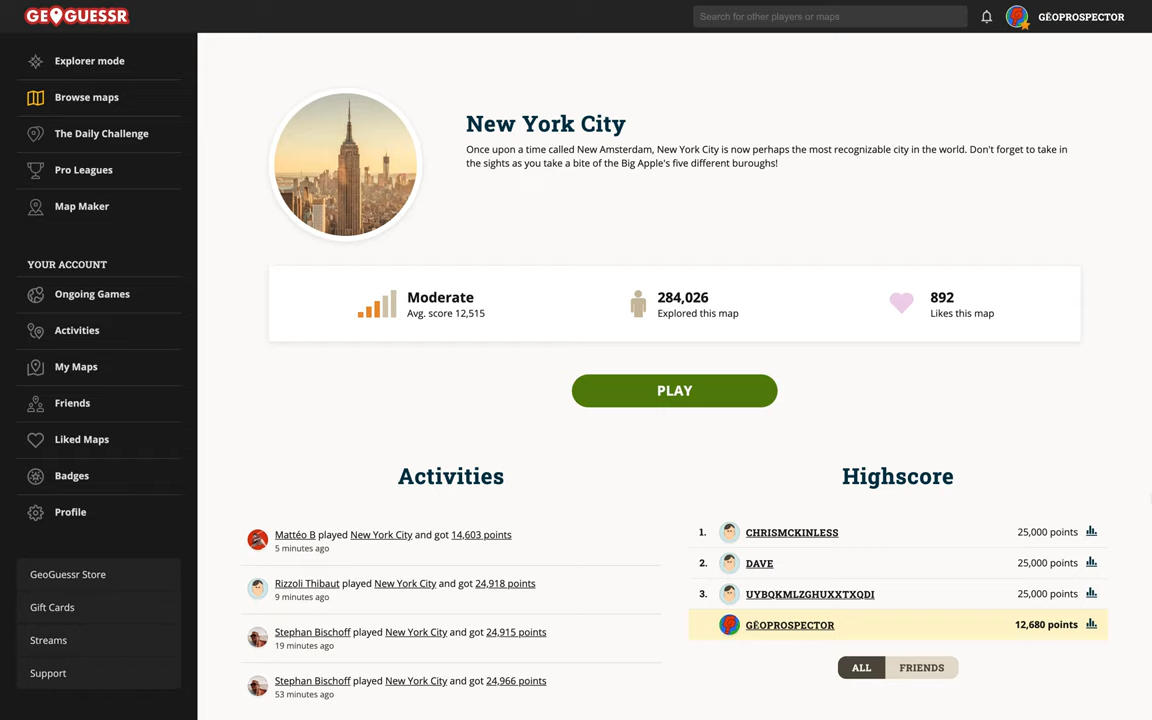 GEOGUESSR
Search for other players or maps
GÉOPROSPECTOR
Explorer mode
Browse maps
The Daily Challenge
Pro Leagues
Map Maker
YOUR ACCOUNT
Ongoing Games
Activities
My Maps
Friends
Liked Maps
Badges
Profile
GeoGuessr Store
Gift Cards
Streams
Support
New York City
Once upon a time called New Amsterdam, New York City is now perhaps the most recognizable city in the world. Don't forget to take in
the sights as you take a bite of the Big Apple's five different buroughs!
Moderate
Avg. score 12,515
284,026
Explored this map
892
Likes this map
PLAY
Activities
Mattéo B played New York City and got 14,603 points
5 minutes ago
Rizzoli Thibaut played New York City and got 24,918 points
9 minutes ago
Stephan Bischoff played New York City and got 24,915 points
19 minutes ago
Stephan Bischoff played New York City and got 24,966 points
53 minutes ago
Highscore
1. CHRISMCKINLESS 25,000 points
2. DAVE 25,000 points
3. UYBQKMLZGHUXXTXQDI 25,000 points
GÉOPROSPECTOR 12,680 points
ALL FRIENDS